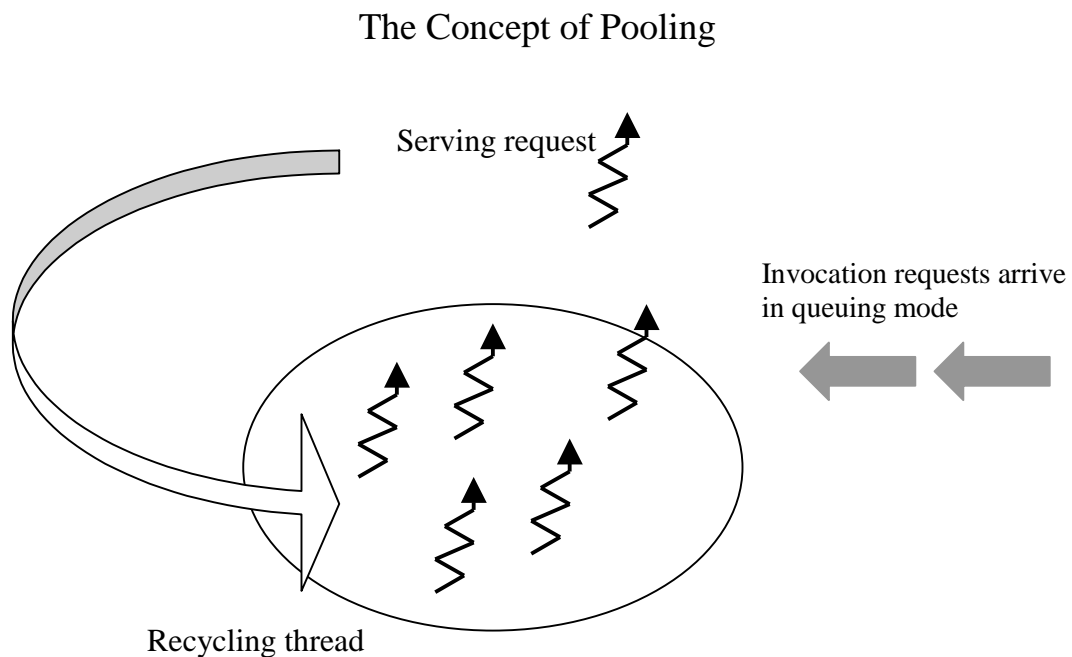 The Concept of Pooling
Serving request
Invocation requests arrive
in queuing mode
Recycling thread